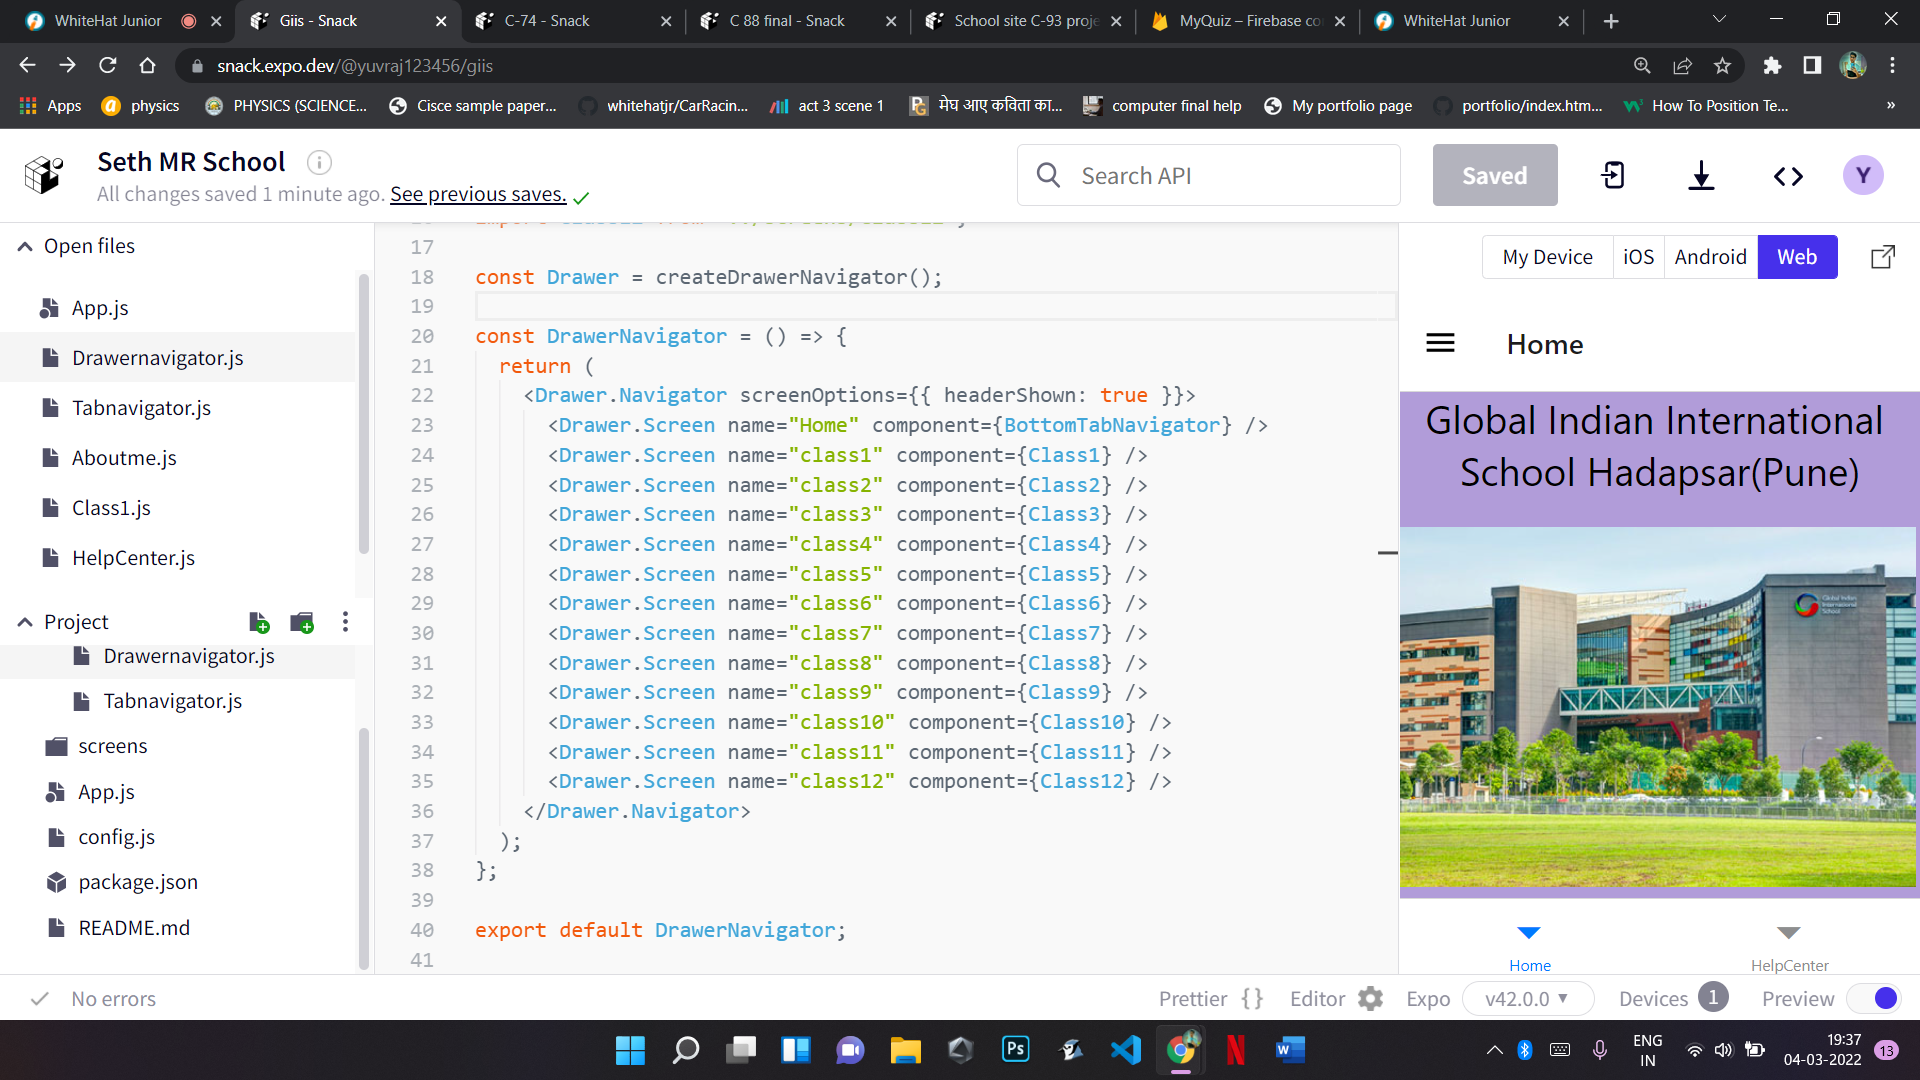 WhiteHat Junior
Giis - Snack
C-74 - Snack
C 88 final - Snack
School site C-93 proje
MyQuiz – Firebase co
WhiteHat Junior
snack.expo.dev/@yuvraj123456/giis
Apps
physics
PHYSICS (SCIENCE...
Cisce sample paper...
whitehatjr/CarRacin...
act 3 scene 1
मेघ आए कविता का...
computer final help
My portfolio page
portfolio/index.htm...
How To Position Te...
»
Seth MR School
All changes saved 1 minute ago. See previous saves.
Search API
Saved
Y
Open files
App.js
Drawernavigator.js
Tabnavigator.js
Aboutme.js
Class1.js
HelpCenter.js
Project
Drawernavigator.js
Tabnavigator.js
screens
App.js
config.js
package.json
README.md
17
18 const Drawer = createDrawerNavigator();
19
20 const DrawerNavigator = () => {
21 return (
22 <Drawer.Navigator screenOptions={{ headerShown: true }}>
23 <Drawer.Screen name="Home" component={BottomTabNavigator} />
24 <Drawer.Screen name="class1" component={Class1} />
25 <Drawer.Screen name="class2" component={Class2} />
26 <Drawer.Screen name="class3" component={Class3} />
27 <Drawer.Screen name="class4" component={Class4} />
28 <Drawer.Screen name="class5" component={Class5} />
29 <Drawer.Screen name="class6" component={Class6} />
30 <Drawer.Screen name="class7" component={Class7} />
31 <Drawer.Screen name="class8" component={Class8} />
32 <Drawer.Screen name="class9" component={Class9} />
33 <Drawer.Screen name="class10" component={Class10} />
34 <Drawer.Screen name="class11" component={Class11} />
35 <Drawer.Screen name="class12" component={Class12} />
36 </Drawer.Navigator>
37 );
38 };
39
40 export default DrawerNavigator;
41
My Device
iOS
Android
Web
Home
Global Indian International
School Hadapsar(Pune)
Global Indian
International
School
Home
HelpCenter
No errors
Prettier {}
Editor
Expo
v42.0.0
Devices 1
Preview
Ps
ENG
IN
19:37
04-03-2022
13